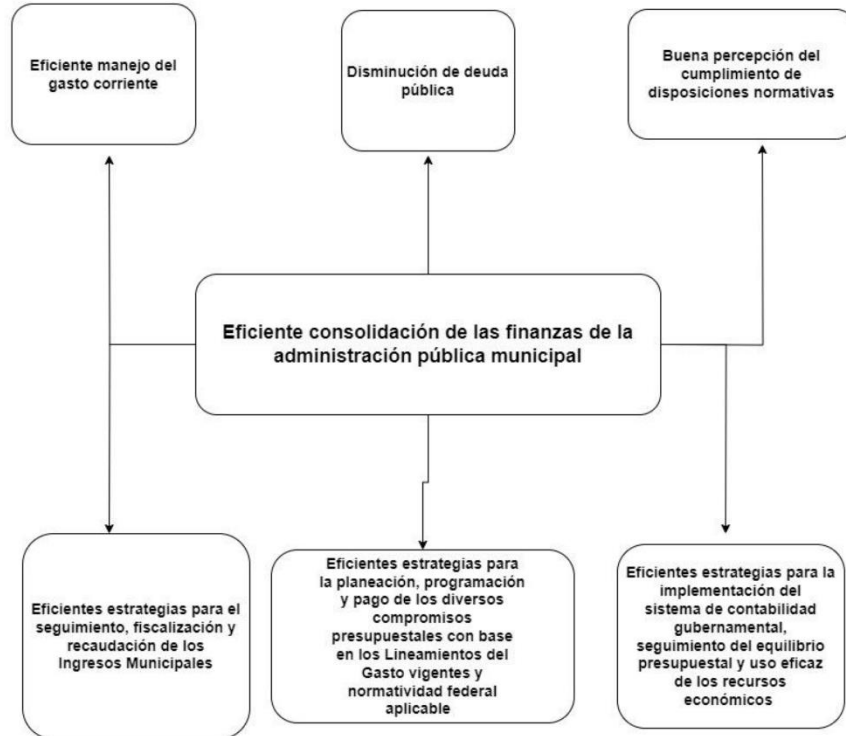 Eficiente manejo del
gasto corriente
Disminución de deuda
pública
Buena percepción del
cumplimiento de
disposiciones normativas
Eficiente consolidación de las finanzas de la
administración pública municipal
Eficientes estrategias para el
seguimiento, fiscalización y
recaudación de los
Ingresos Municipales
Eficientes estrategias para
la planeación, programación
y pago de los diversos
compromisos
presupuestales con base
en los Lineamientos del
Gasto vigentes y
normatividad federal
aplicable
Eficientes estrategias para la
implementación del
sistema de contabilidad
gubernamental,
seguimiento del equilibrio
presupuestal y uso eficaz
de los recursos
económicos